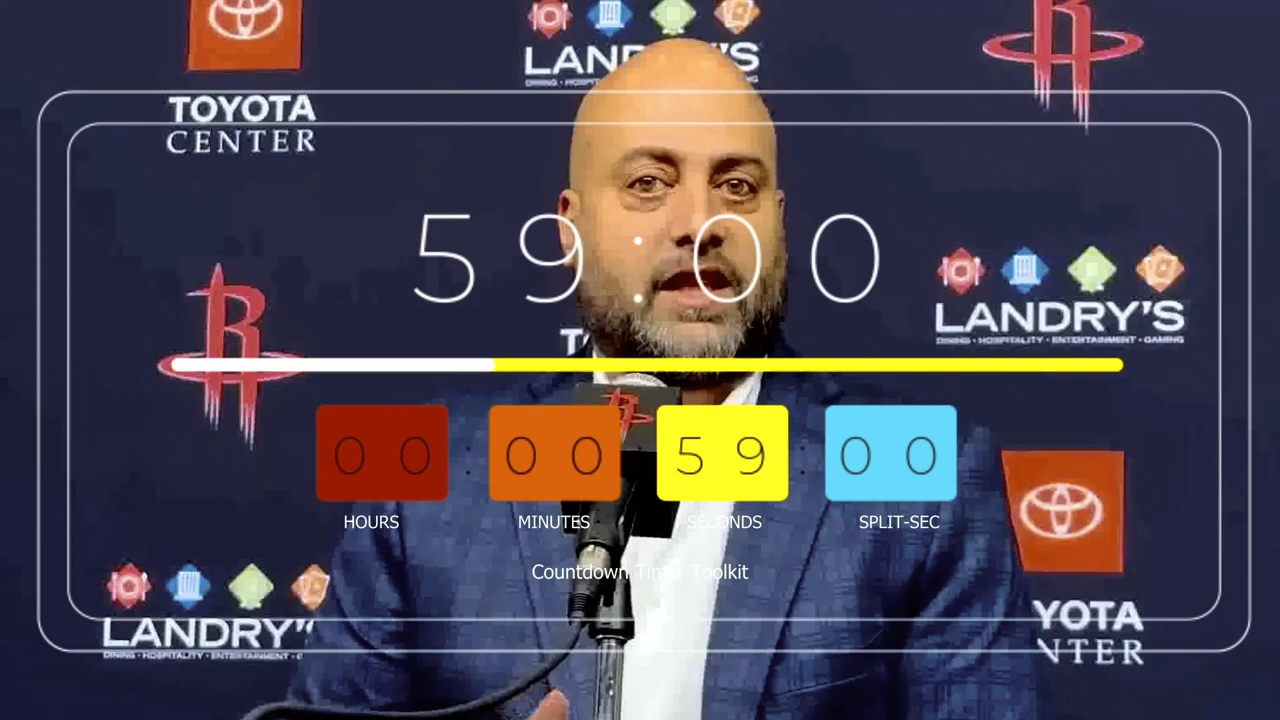 LANDRY'S
TOYOTA
CENTER
59:00
LANDRY'S
DINING • HOSPITALITY • ENTERTAINMENT • GAMING
00 : 00 : 59 : 00
HOURS MINUTES SECONDS SPLIT-SEC
Countdown Timer Toolkit
LANDRY'
YOTA
NTER